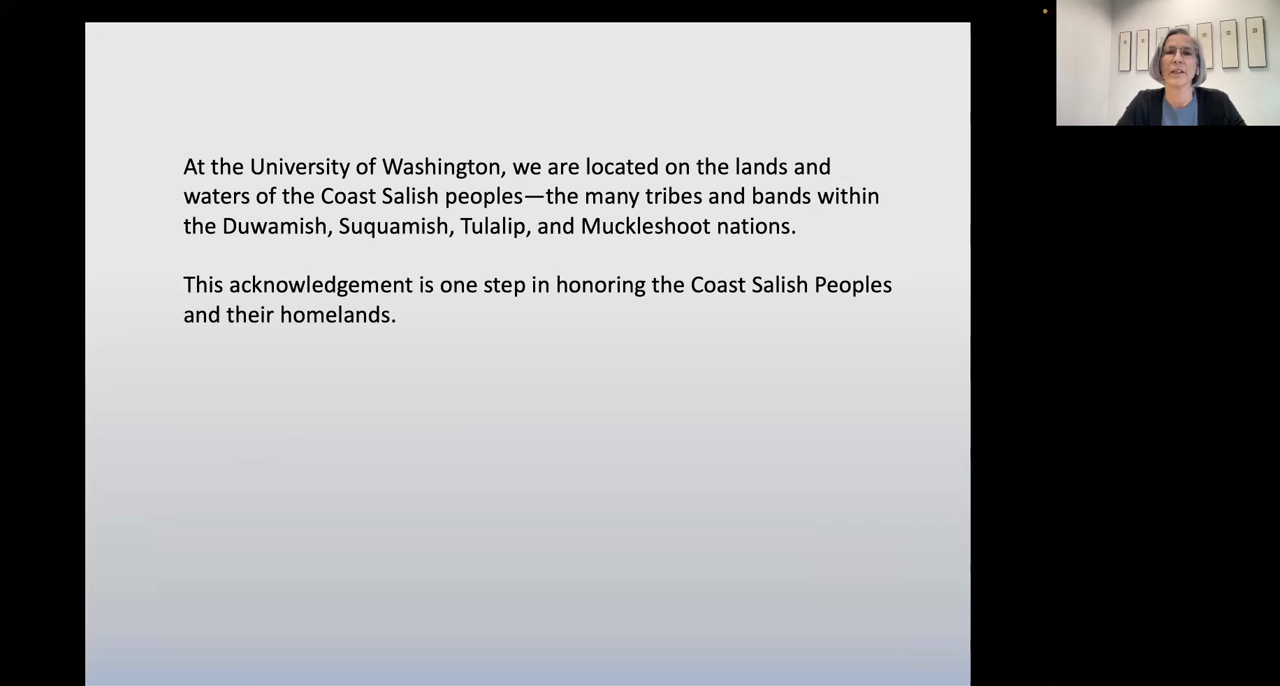 At the University of Washington, we are located on the lands and
waters of the Coast Salish peoples—the many tribes and bands within
the Duwamish, Suquamish, Tulalip, and Muckleshoot nations.
This acknowledgement is one step in honoring the Coast Salish Peoples
and their homelands.